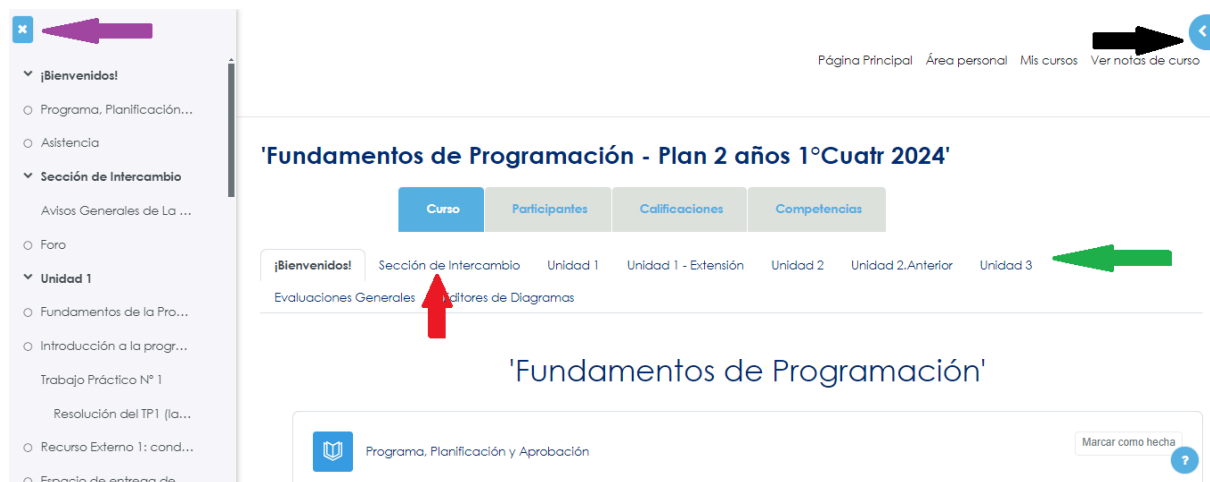 Página Principal Área personal Mis cursos Ver notas de curso
¡Bienvenidos!
Programa, Planificación...
Asistencia
Sección de Intercambio
Avisos Generales de La ...
Foro
Unidad 1
Fundamentos de la Pro...
Introducción a la progr...
Trabajo Práctico N° 1
Resolución del TP1 (la...
Recurso Externo 1: cond...
Espacio de entrega de
'Fundamentos de Programación - Plan 2 años 1°Cuatr 2024'
Curso Participantes Calificaciones Competencias
¡Bienvenidos! Sección de Intercambio Unidad 1 Unidad 1 - Extensión Unidad 2 Unidad 2.Anterior Unidad 3
Evaluaciones Generales Editores de Diagramas
'Fundamentos de Programación'
Programa, Planificación y Aprobación
Marcar como hecha
?